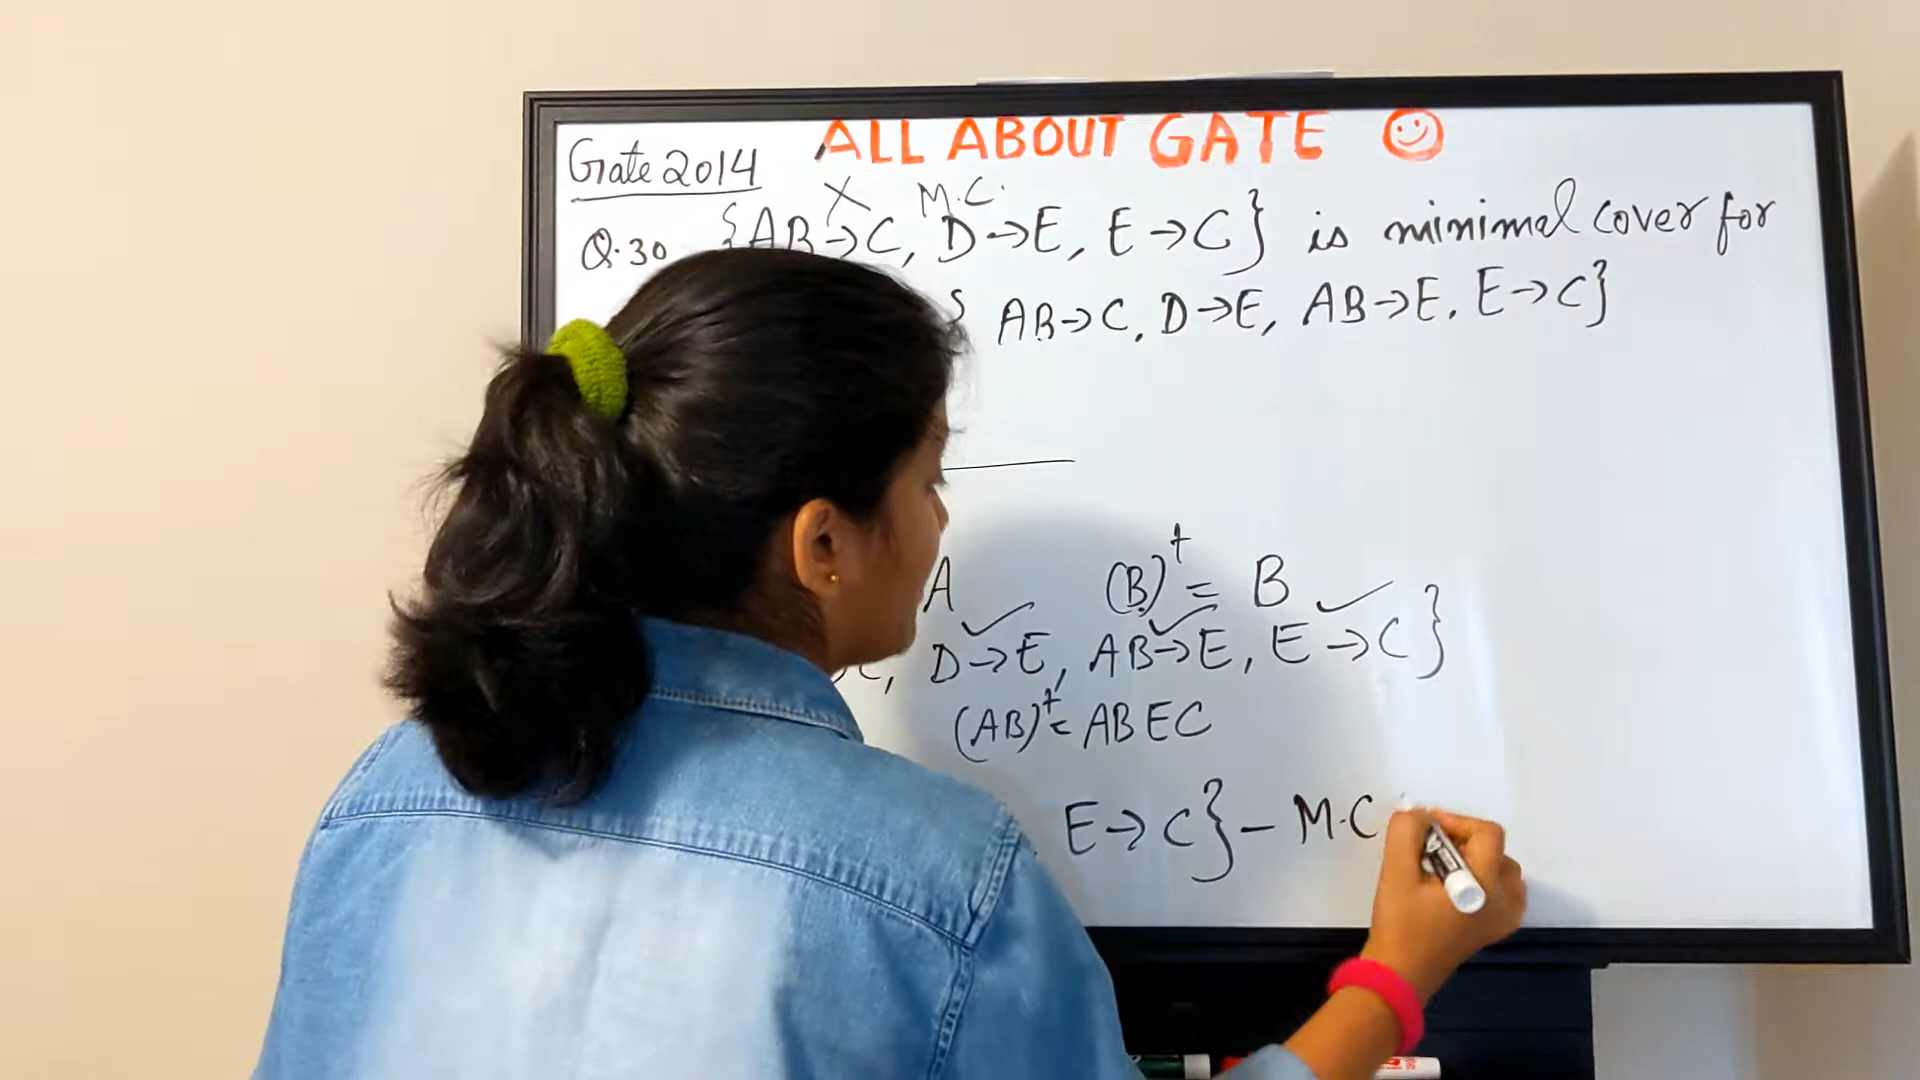 ALL ABOUT GATE
Gate 2014
X M.C.
Q.30 {AB→C, D→E, E→C} is minimal cover for
AB→C, D→E, AB→E, E→C}
A (B)⁺= B
D→E, AB→E, E→C}
(AB)⁺= ABEC
E→C} – M.C